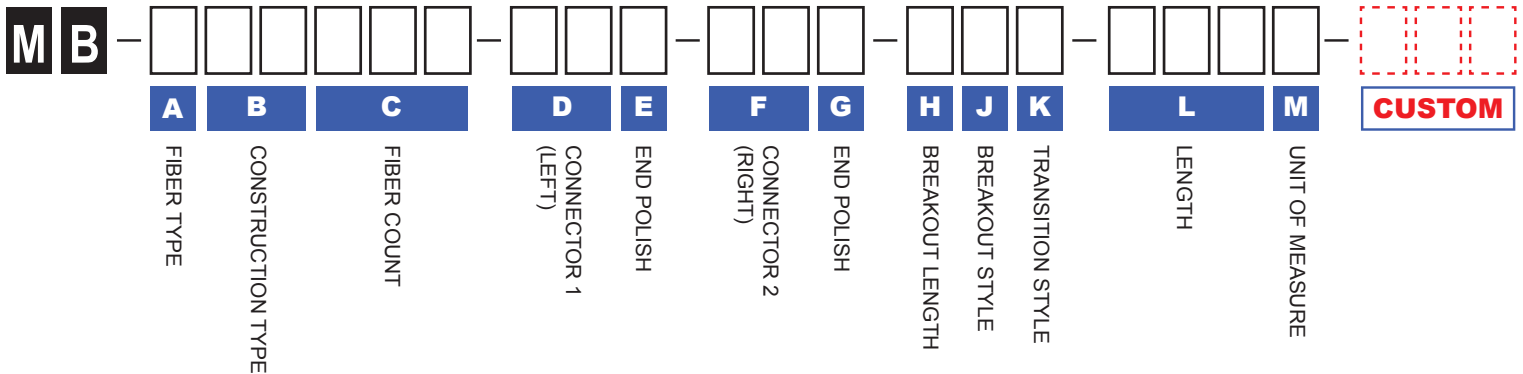 MB – – – – – –
A B C D E F G H J K L M CUSTOM
FIBER TYPE
CONSTRUCTION TYPE
FIBER COUNT
CONNECTOR 1
(LEFT)
END POLISH
CONNECTOR 2
(RIGHT)
END POLISH
BREAKOUT LENGTH
BREAKOUT STYLE
TRANSITION STYLE
LENGTH
UNIT OF MEASURE